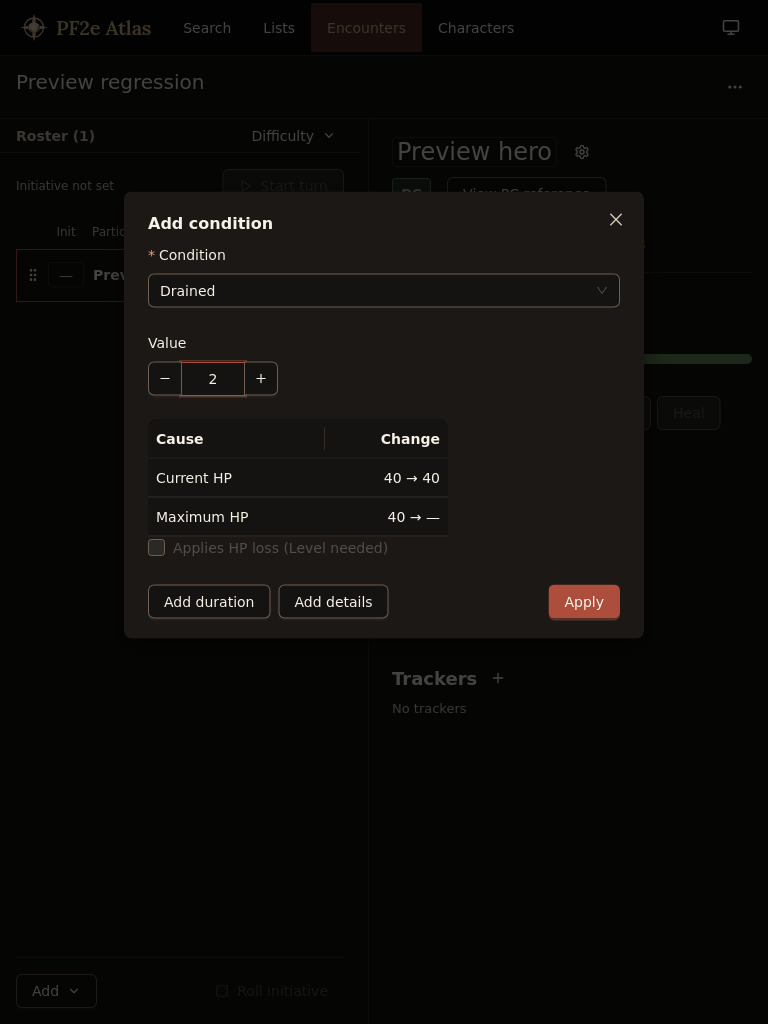 PF2e Atlas Search Lists Encounters Characters
Preview regression
Roster (1) Difficulty
Preview hero
Initiative not set Start turn
View PC reference
Init
Add condition
* Condition
Drained
Value
2
Cause Change
Current HP 40 → 40
Maximum HP 40 → —
Applies HP loss (Level needed)
Heal
Add duration Add details Apply
Trackers +
No trackers
Add Roll initiative